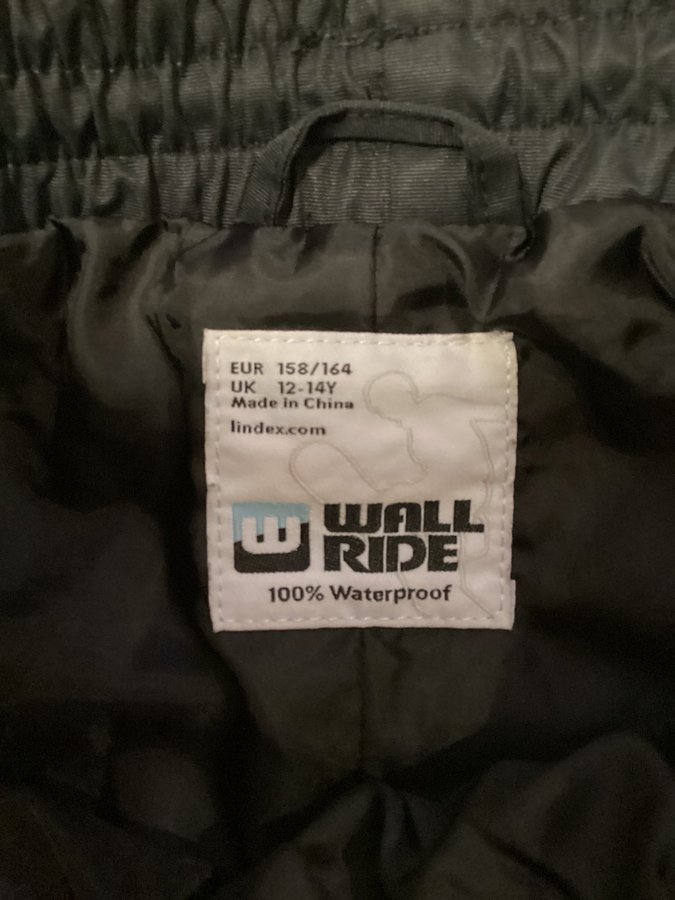 EUR 158/164
UK 12-14Y
Made in China
lindex.com
WALL
RIDE
100% Waterproof